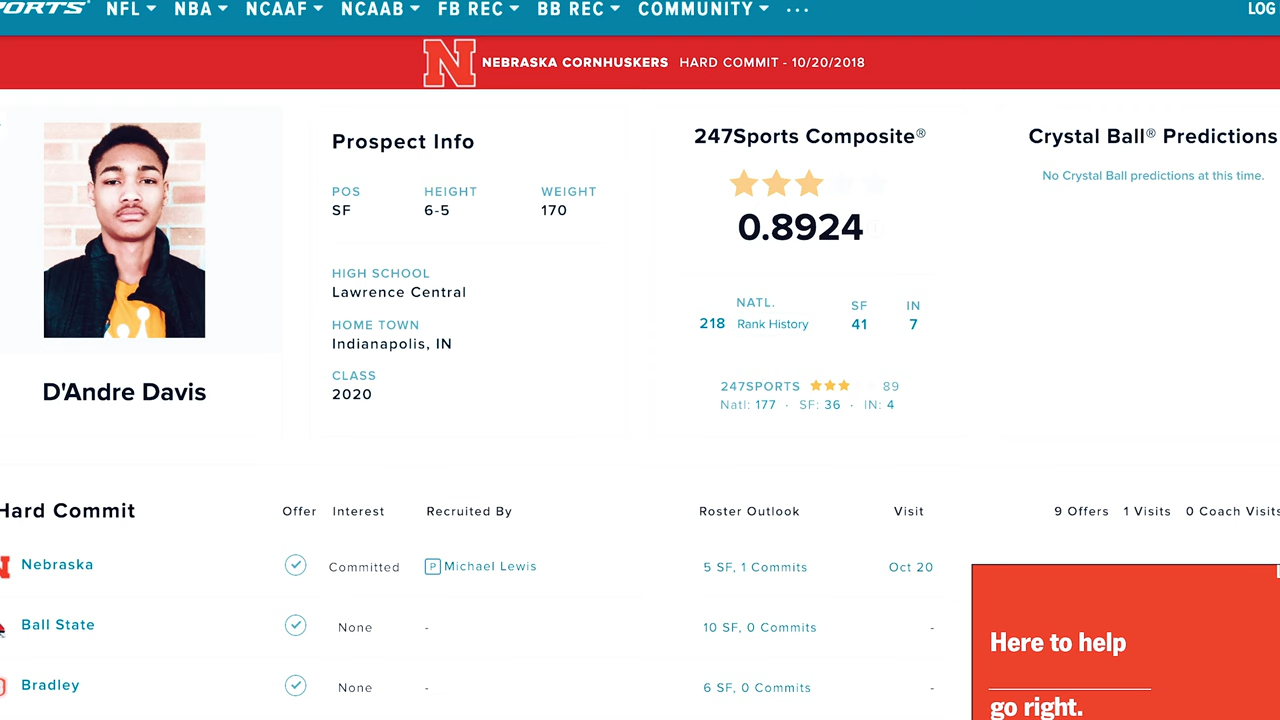 ORTS NFL NBA NCAAF NCAAB FB REC BB REC COMMUNITY ... LOG
N NEBRASKA CORNHUSKERS HARD COMMIT - 10/20/2018
Prospect Info
POS HEIGHT WEIGHT
SF 6-5 170
HIGH SCHOOL
Lawrence Central
HOME TOWN
Indianapolis, IN
CLASS
2020
D'Andre Davis
247Sports Composite®
0.8924
NATL. SF IN
218 Rank History 41 7
247SPORTS 89
Natl: 177 · SF: 36 · IN: 4
Crystal Ball® Predictions
No Crystal Ball predictions at this time.
Hard Commit Offer Interest Recruited By Roster Outlook Visit 9 Offers 1 Visits 0 Coach Visits
N Nebraska Committed P Michael Lewis 5 SF, 1 Commits Oct 20
Ball State None - 10 SF, 0 Commits -
Bradley None - 6 SF, 0 Commits -
Here to help
go right.